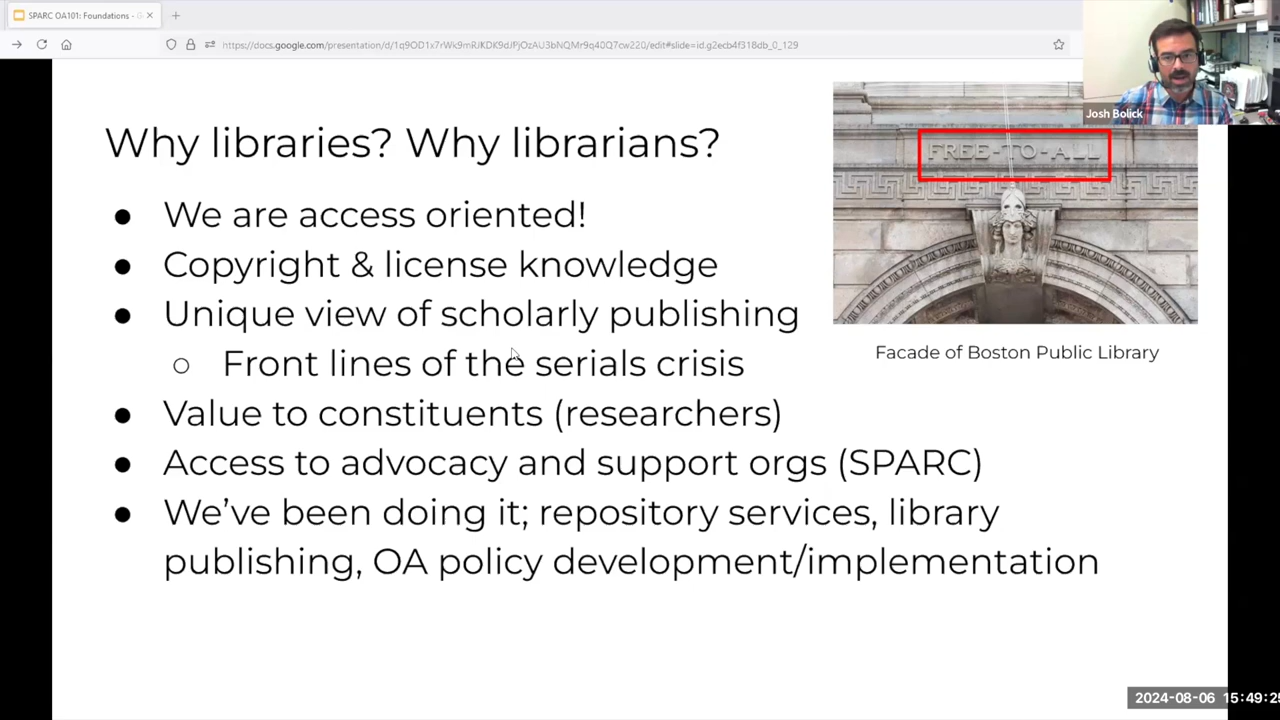 SPARC OA101: Foundations - G
Josh Bolick
FREE-TO-ALL
Why libraries? Why librarians?
● We are access oriented!
● Copyright & license knowledge
● Unique view of scholarly publishing
○ Front lines of the serials crisis
Facade of Boston Public Library
● Value to constituents (researchers)
● Access to advocacy and support orgs (SPARC)
● We’ve been doing it; repository services, library
publishing, OA policy development/implementation
2024-08-06 15:49:25